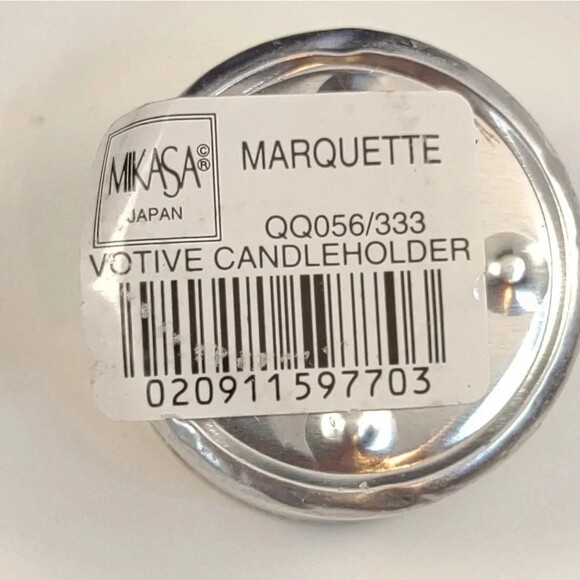 MIKASA©®
JAPAN
MARQUETTE
QQ056/333
VOTIVE CANDLEHOLDER
020911597703